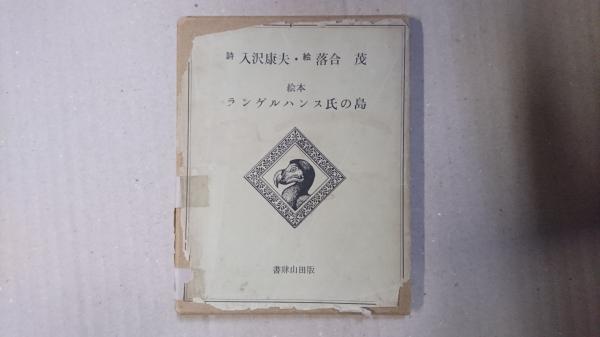 詩 入沢康夫・絵 落合 茂
絵本
ランゲルハンス氏の島
書肆山田版